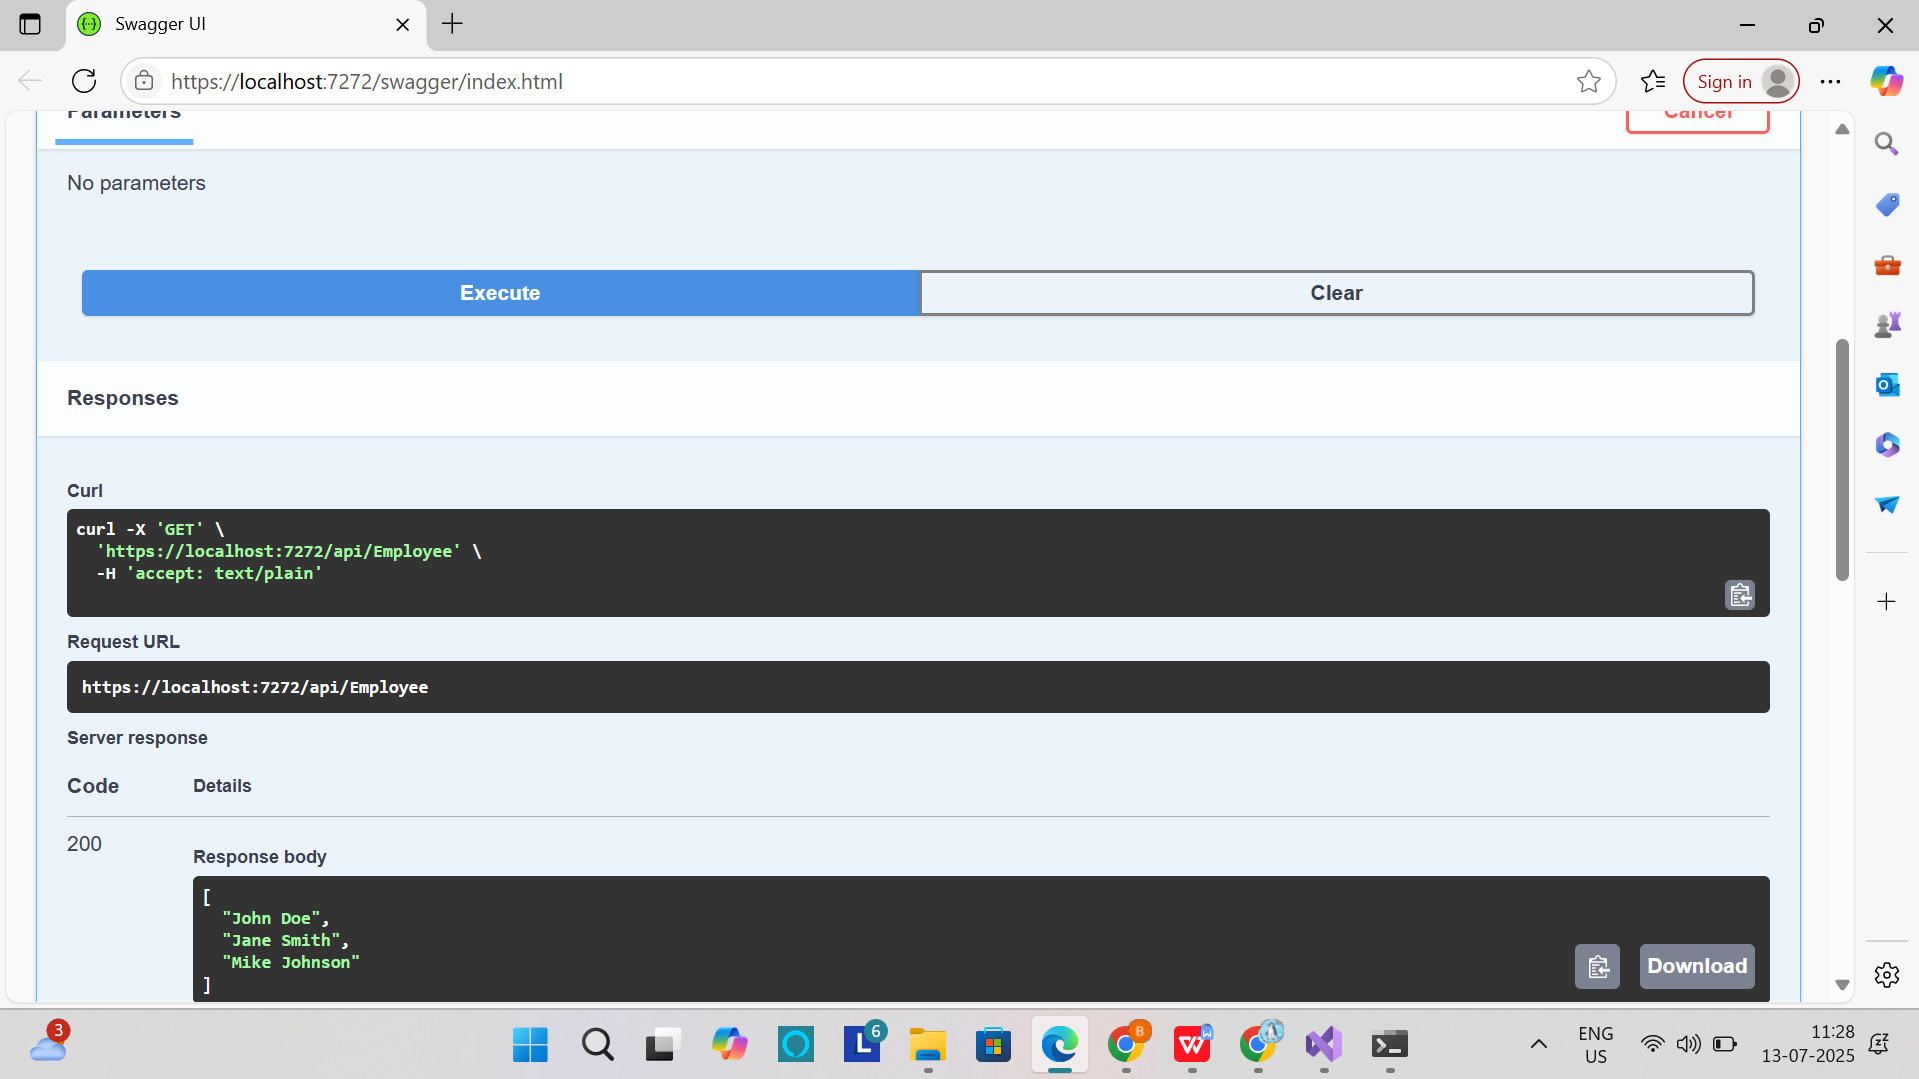 Swagger UI
https://localhost:7272/swagger/index.html
Sign in
Parameters
Cancel
No parameters
Execute
Clear
Responses
Curl
curl -X 'GET' \
'https://localhost:7272/api/Employee' \
-H 'accept: text/plain'
Request URL
https://localhost:7272/api/Employee
Server response
Code
Details
200
Response body
[
"John Doe",
"Jane Smith",
"Mike Johnson"
]
Download
3
L
6
B
W
W
ENG
US
11:28
13-07-2025